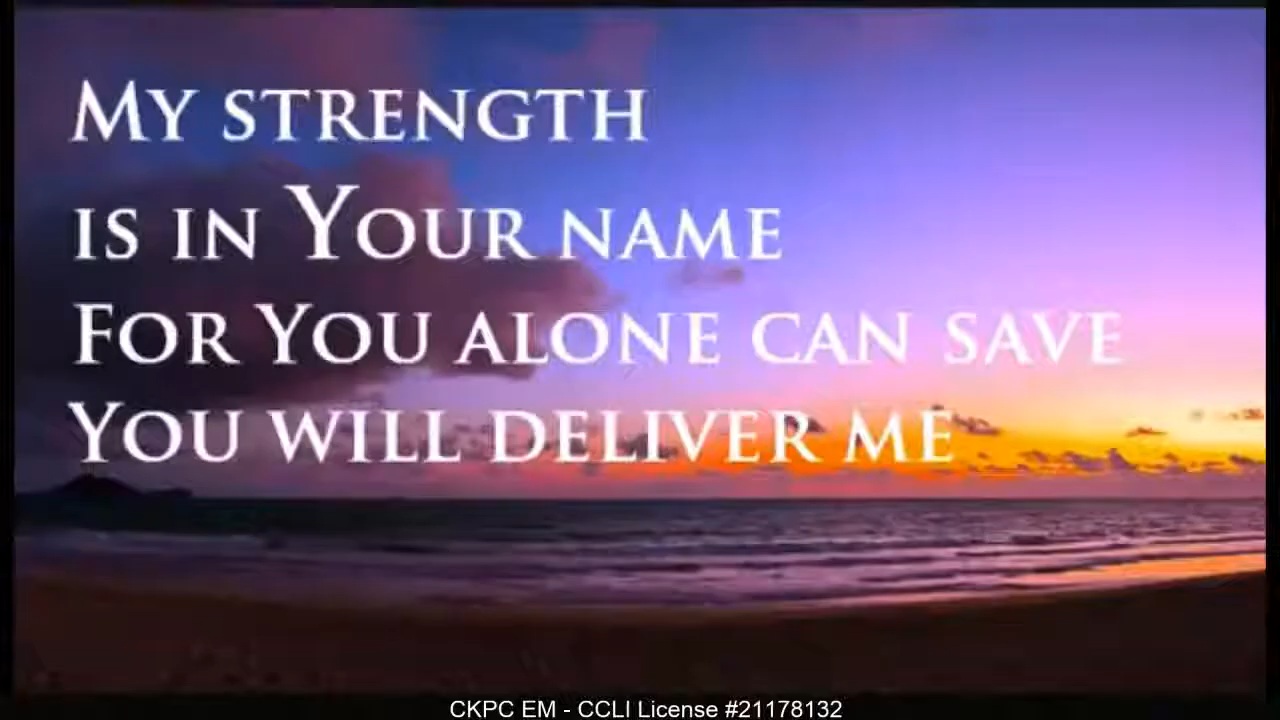 My strength
is in Your name
For You alone can save
You will deliver me
CKPC EM - CCLI License #21178132